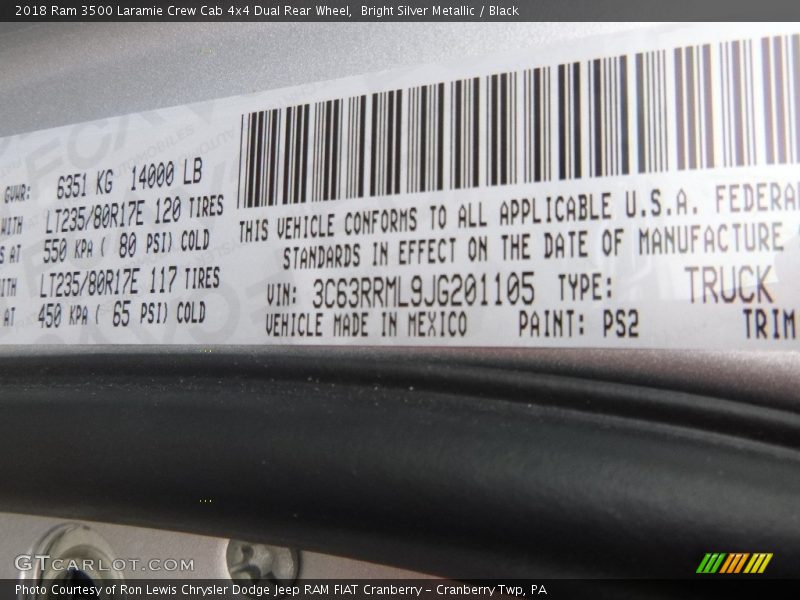 2018 Ram 3500 Laramie Crew Cab 4x4 Dual Rear Wheel,  Bright Silver Metallic / Black
GVWR: 6351 KG 14000 LB
WITH LT235/80R17E 120 TIRES
AT 550 KPA ( 80 PSI) COLD
LT235/80R17E 117 TIRES
AT 450 KPA ( 65 PSI) COLD
THIS VEHICLE CONFORMS TO ALL APPLICABLE U.S.A. FEDERA
STANDARDS IN EFFECT ON THE DATE OF MANUFACTURE
VIN: 3C63RRML9JG201105 TYPE: TRUCK
VEHICLE MADE IN MEXICO PAINT: PS2 TRIM
GTCARLOT.COM
Photo Courtesy of Ron Lewis Chrysler Dodge Jeep RAM FIAT Cranberry – Cranberry Twp, PA